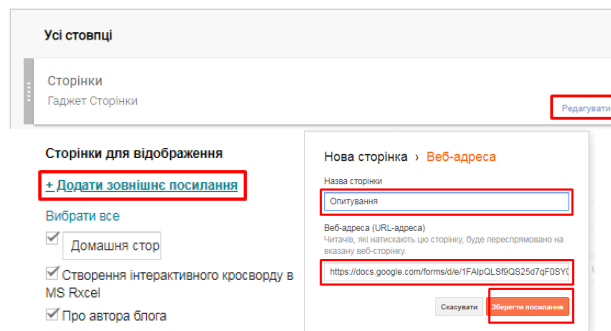 Усі стовпці
Сторінки
Гаджет Сторінки
Редагувати
Сторінки для відображення
+ Додати зовнішнє посилання
Вибрати все
Домашня стор
Створення інтерактивного кросворду в
MS Rxcel
Про автора блога
Нова сторінка › Веб-адреса
Назва сторінки
Опитування
Веб-адреса (URL-адреса)
Читачів, які натискають цю сторінку, буде переспрямовано на
вказану веб-сторінку.
https://docs.google.com/forms/d/e/1FAIpQLSf9QS25d7qF0SY
Скасувати
Зберегти посилання